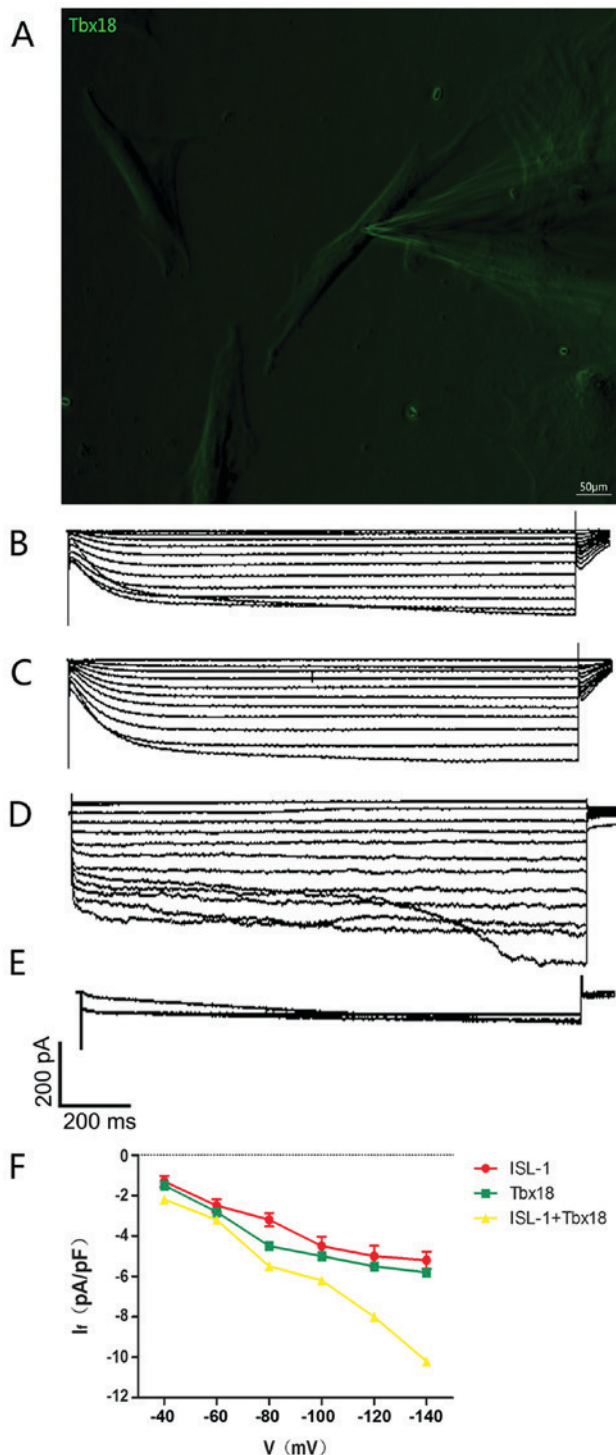 A
Tbx18
50μm
B
C
D
E
200 pA
200 ms
F
0
-2
-4
-6
-8
-10
-12
If (pA/pF)
-40 -60 -80 -100 -120 -140
V (mV)
ISL-1
Tbx18
ISL-1+Tbx18